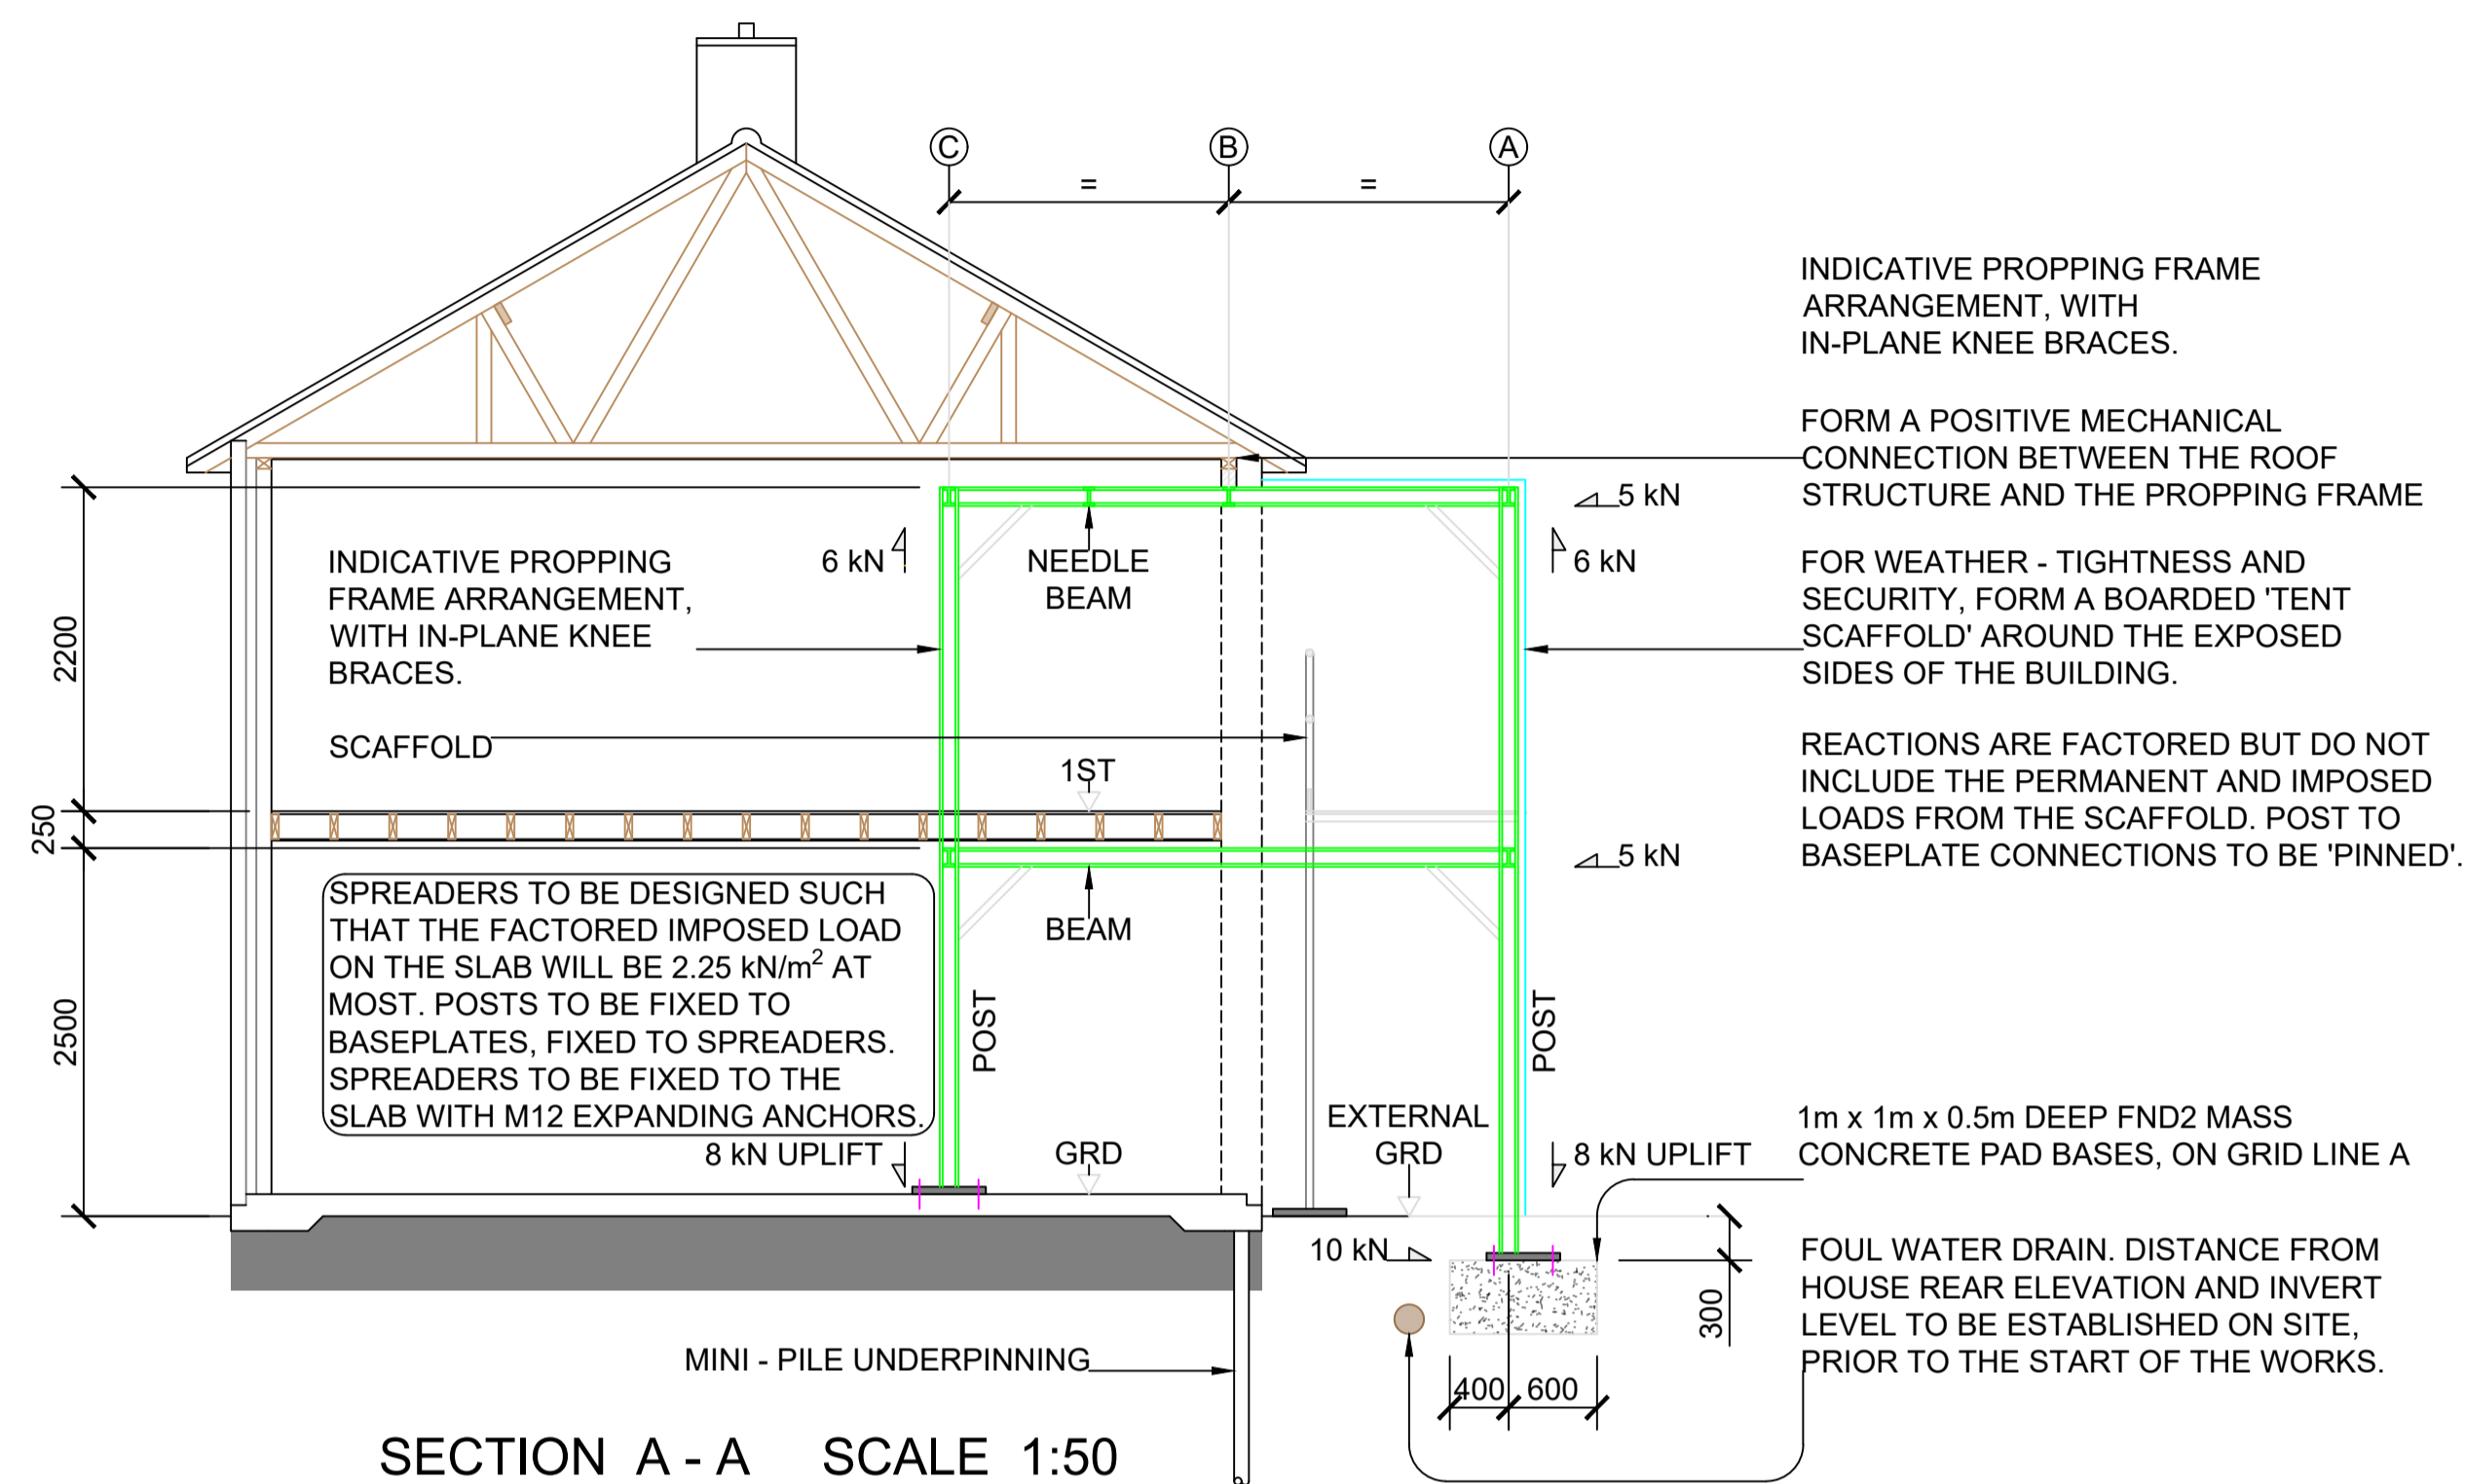 C
B
A
=
=
INDICATIVE PROPPING FRAME
ARRANGEMENT, WITH
IN-PLANE KNEE BRACES.
FORM A POSITIVE MECHANICAL
CONNECTION BETWEEN THE ROOF
STRUCTURE AND THE PROPPING FRAME
5 kN
6 kN
NEEDLE
BEAM
6 kN
INDICATIVE PROPPING
FRAME ARRANGEMENT,
WITH IN-PLANE KNEE
BRACES.
FOR WEATHER - TIGHTNESS AND
SECURITY, FORM A BOARDED 'TENT
SCAFFOLD' AROUND THE EXPOSED
SIDES OF THE BUILDING.
2200
SCAFFOLD
1ST
REACTIONS ARE FACTORED BUT DO NOT
INCLUDE THE PERMANENT AND IMPOSED
LOADS FROM THE SCAFFOLD. POST TO
BASEPLATE CONNECTIONS TO BE 'PINNED'.
250
5 kN
SPREADERS TO BE DESIGNED SUCH
THAT THE FACTORED IMPOSED LOAD
ON THE SLAB WILL BE 2.25 kN/m² AT
MOST. POSTS TO BE FIXED TO
BASEPLATES, FIXED TO SPREADERS.
SPREADERS TO BE FIXED TO THE
SLAB WITH M12 EXPANDING ANCHORS.
BEAM
2500
POST
POST
8 kN UPLIFT
GRD
EXTERNAL
GRD
8 kN UPLIFT
1m x 1m x 0.5m DEEP FND2 MASS
CONCRETE PAD BASES, ON GRID LINE A
10 kN
300
FOUL WATER DRAIN. DISTANCE FROM
HOUSE REAR ELEVATION AND INVERT
LEVEL TO BE ESTABLISHED ON SITE,
PRIOR TO THE START OF THE WORKS.
MINI - PILE UNDERPINNING
400
600
SECTION A - A SCALE 1:50